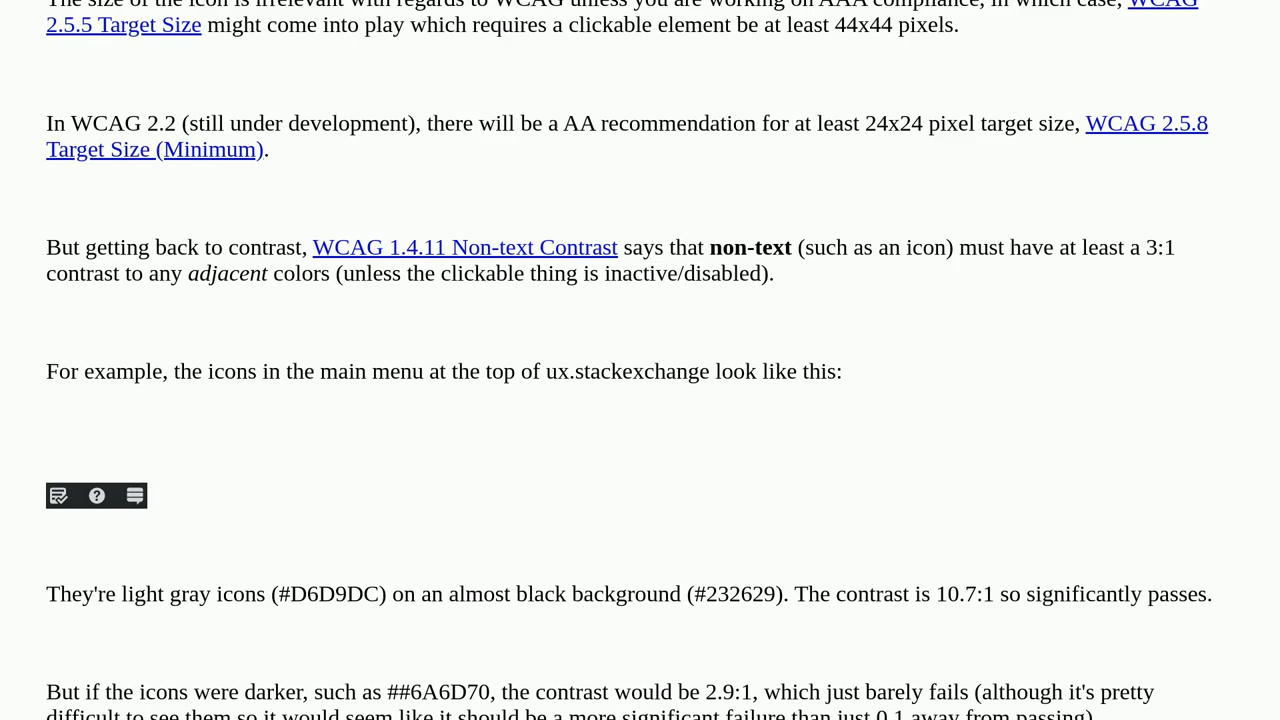 The size of the icon is irrelevant with regards to WCAG unless you are working on AAA compliance, in which case, WCAG
2.5.5 Target Size might come into play which requires a clickable element be at least 44x44 pixels.
In WCAG 2.2 (still under development), there will be a AA recommendation for at least 24x24 pixel target size, WCAG 2.5.8
Target Size (Minimum).
But getting back to contrast, WCAG 1.4.11 Non-text Contrast says that non-text (such as an icon) must have at least a 3:1
contrast to any adjacent colors (unless the clickable thing is inactive/disabled).
For example, the icons in the main menu at the top of ux.stackexchange look like this:
They're light gray icons (#D6D9DC) on an almost black background (#232629). The contrast is 10.7:1 so significantly passes.
But if the icons were darker, such as ##6A6D70, the contrast would be 2.9:1, which just barely fails (although it's pretty
difficult to see them so it would seem like it should be a more significant failure than just 0.1 away from passing).